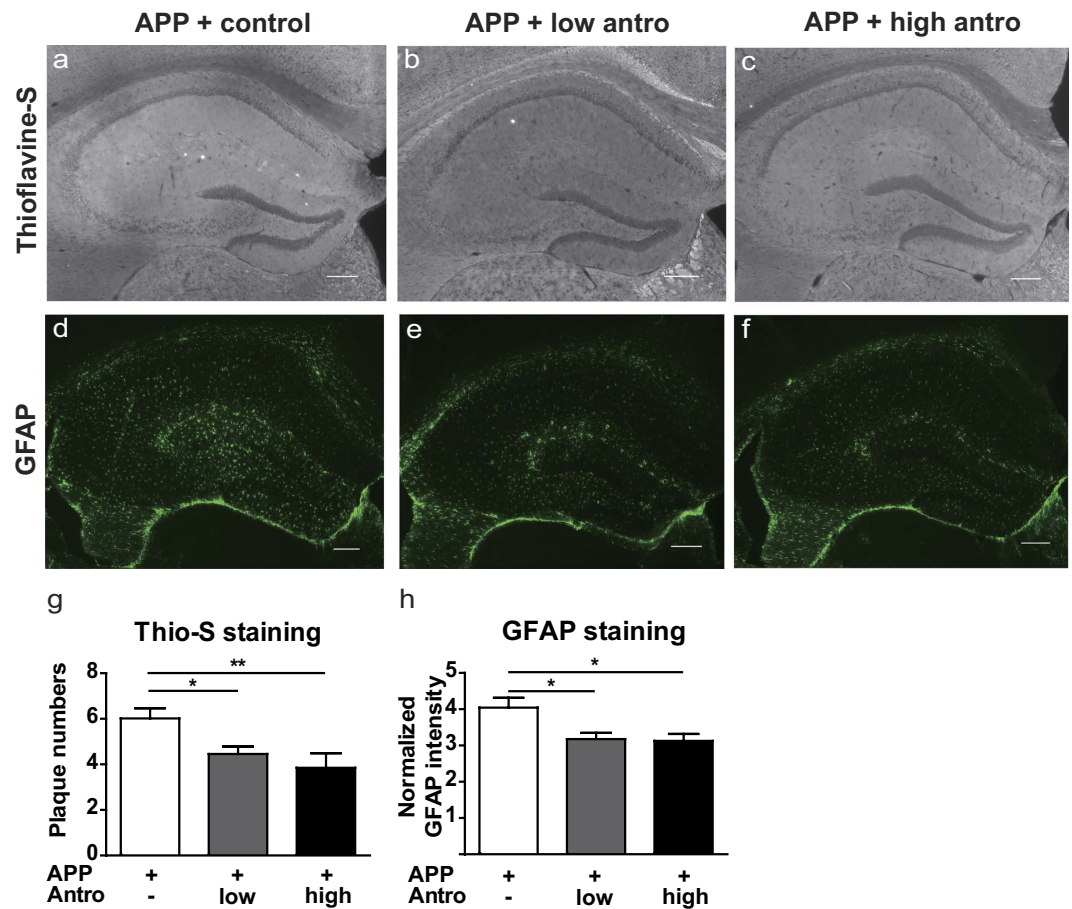 APP + control APP + low antro APP + high antro
Thioflavine-S
a b c
GFAP
d e f
g
Thio-S staining
** 
*
Plaque numbers
8
6
4
2
0
APP + + +
Antro - low high
h
GFAP staining
*
*
Normalized
GFAP intensity
5
4
3
2
1
APP + + +
Antro - low high